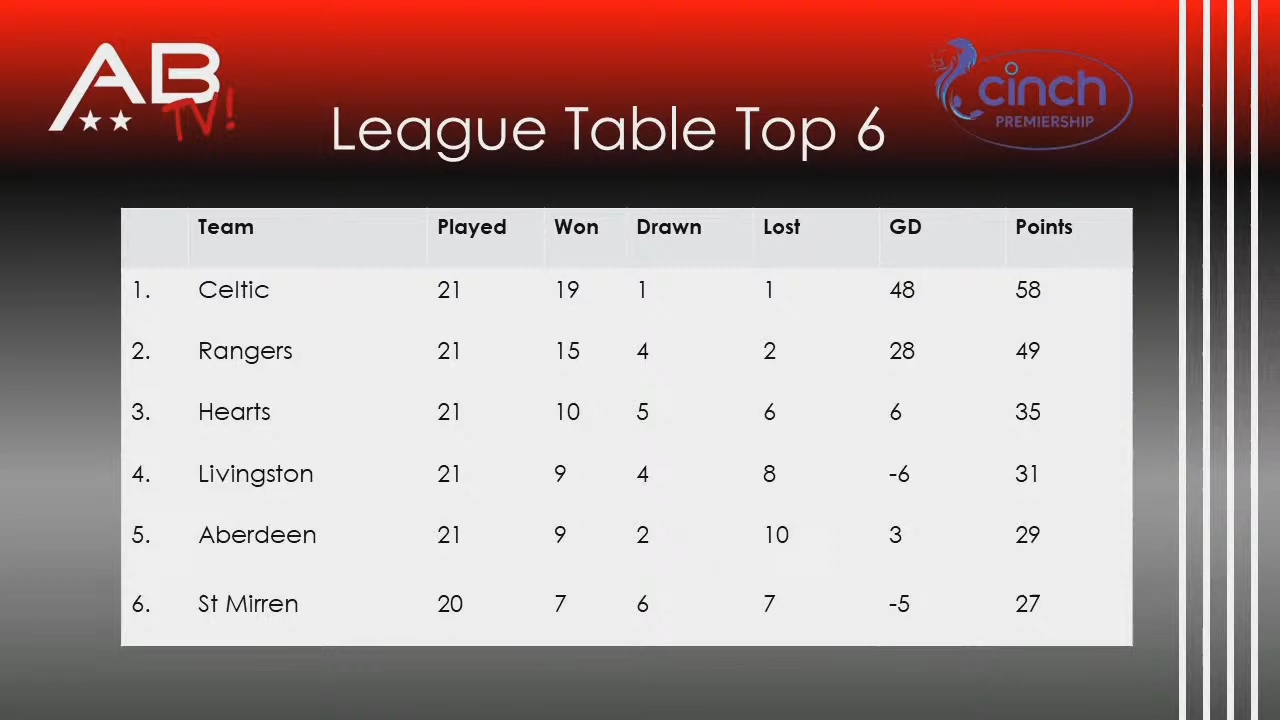 AB
TV!
cinch
PREMIERSHIP
League Table Top 6
Team Played Won Drawn Lost GD Points
1. Celtic 21 19 1 1 48 58
2. Rangers 21 15 4 2 28 49
3. Hearts 21 10 5 6 6 35
4. Livingston 21 9 4 8 -6 31
5. Aberdeen 21 9 2 10 3 29
6. St Mirren 20 7 6 7 -5 27